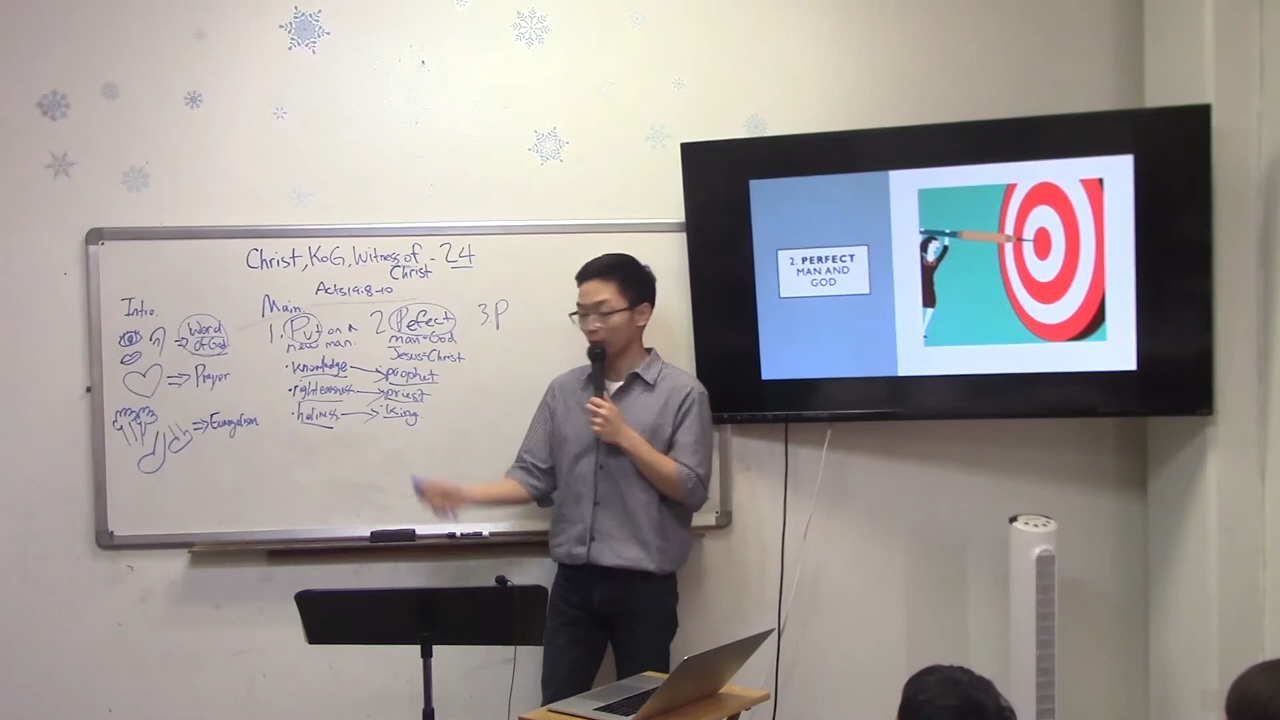 Christ, KoG, Witness of - 24
Christ
Acts 19:8-10
Intro.
Word
of God
⇒ Prayer
⇒ Evangelism
Main
1. Put on a
new man.
• knowledge
• righteousness
• holiness
2 Pefect
man=God
Jesus=Christ
prophet
priest
king.
3. P
2. PERFECT
MAN AND
GOD